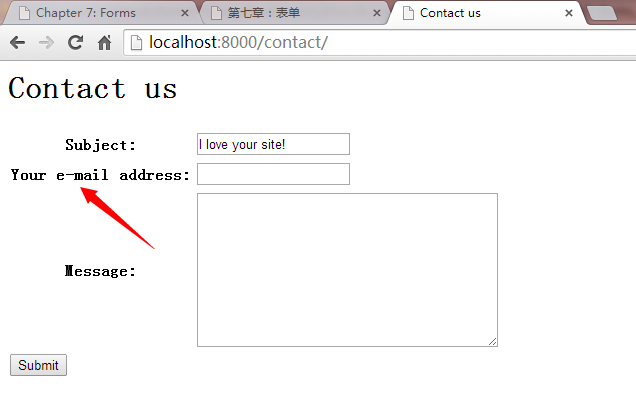 Chapter 7: Forms
第七章：表单
Contact us
localhost:8000/contact/
Contact us
Subject:
I love your site!
Your e-mail address:
Message:
Submit